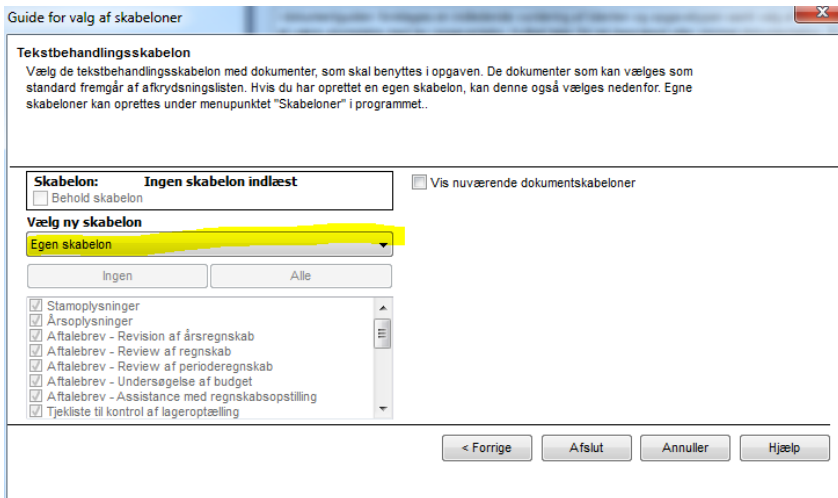 Guide for valg af skabeloner
Tekstbehandlingsskabelon
Vælg de tekstbehandlingsskabelon med dokumenter, som skal benyttes i opgaven. De dokumenter som kan vælges som
standard fremgår af afkrydsningslisten. Hvis du har oprettet en egen skabelon, kan denne også vælges nedenfor. Egne
skabeloner kan oprettes under menupunktet "Skabeloner" i programmet..
Skabelon: Ingen skabelon indlæst
Behold skabelon
Vis nuværende dokumentskabeloner
Vælg ny skabelon
Egen skabelon
Ingen Alle
Stamoplysninger
Årsoplysninger
Aftalebrev - Revision af årsregnskab
Aftalebrev - Review af regnskab
Aftalebrev - Review af perioderegnskab
Aftalebrev - Undersøgelse af budget
Aftalebrev - Assistance med regnskabsopstilling
Tjekliste til kontrol af lageroptælling
< Forrige Afslut Annuller Hjælp